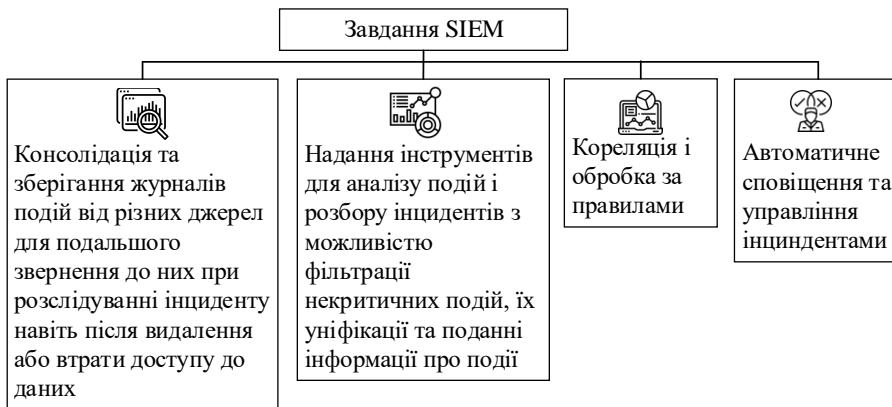 Завдання SIEM
Консолідація та
зберігання журналів
подій від різних джерел
для подальшого
звернення до них при
розслідуванні інциденту
навіть після видалення
або втрати доступу до
даних
Надання інструментів
для аналізу подій і
розбору інцидентів з
можливістю
фільтрації
некритичних подій, їх
уніфікації та поданні
інформації про події
Кореляція і
обробка за
правилами
Автоматичне
сповіщення та
управління
інциндентами